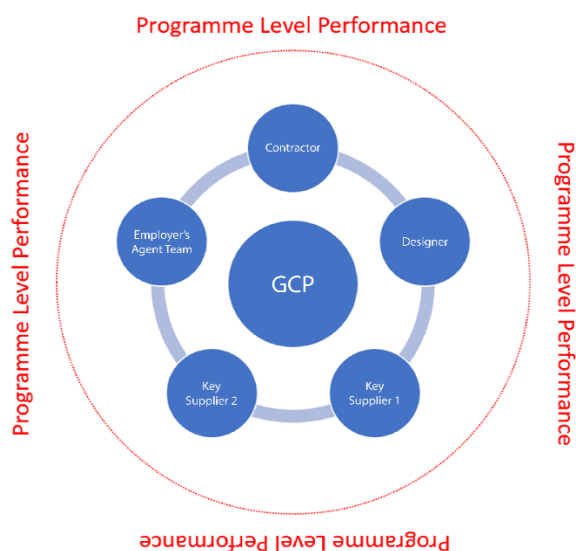 Programme Level Performance
Contractor
Programme Level Performance
Employer's
Agent Team
GCP
Designer
Programme Level Performance
Key
Supplier 2
Key
Supplier 1
Programme Level Performance